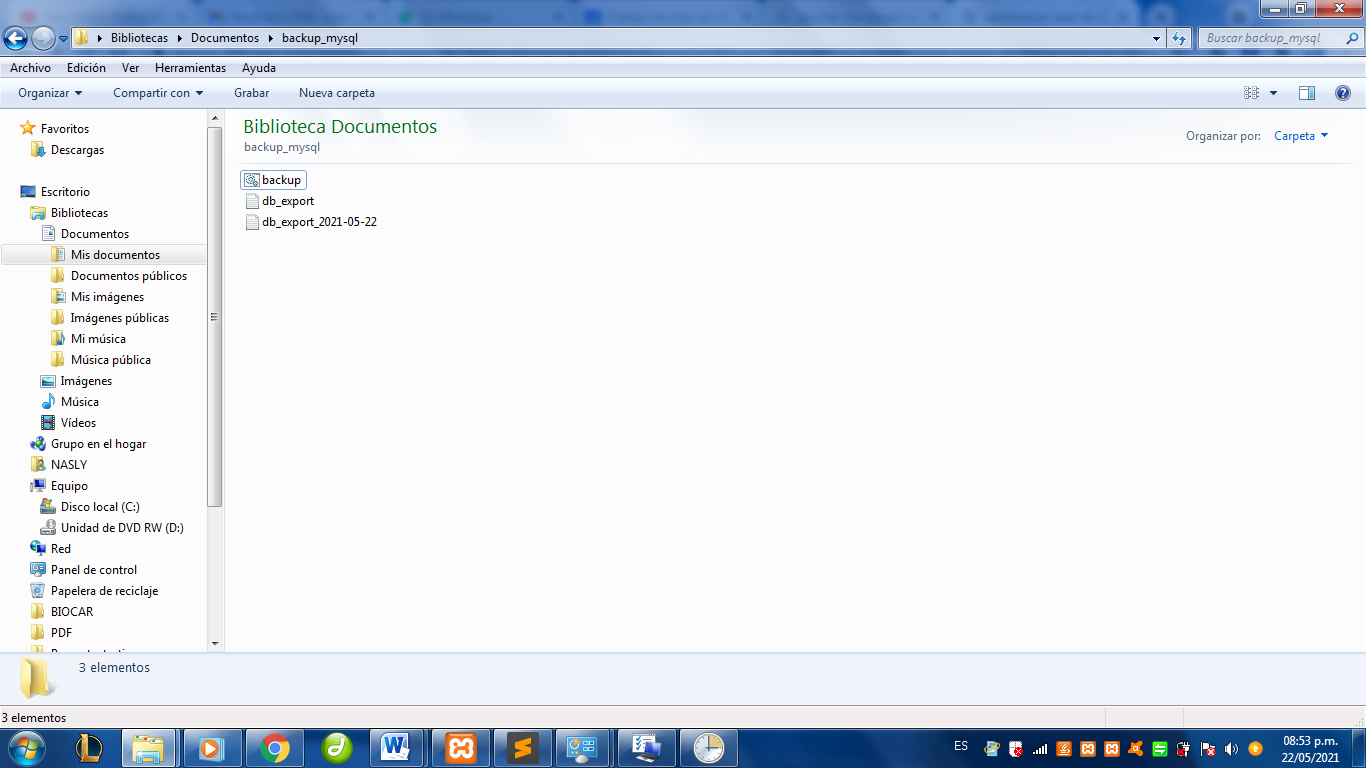 Bibliotecas Documentos backup_mysql
Buscar backup_mysql
Archivo Edición Ver Herramientas Ayuda
Organizar Compartir con Grabar Nueva carpeta
Favoritos
Descargas
Escritorio
Bibliotecas
Documentos
Mis documentos
Documentos públicos
Mis imágenes
Imágenes públicas
Mi música
Música pública
Imágenes
Música
Vídeos
Grupo en el hogar
NASLY
Equipo
Disco local (C:)
Unidad de DVD RW (D:)
Red
Panel de control
Papelera de reciclaje
BIOCAR
PDF
Biblioteca Documentos
backup_mysql
Organizar por: Carpeta
backup
db_export
db_export_2021-05-22
3 elementos
3 elementos
ES
08:53 p.m.
22/05/2021